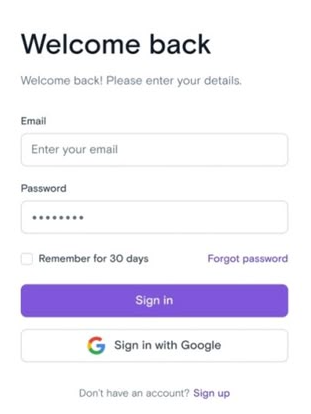 Welcome back
Welcome back! Please enter your details.
Email
Enter your email
Password
••••••••
Remember for 30 days Forgot password
Sign in
Sign in with Google
Don't have an account? Sign up